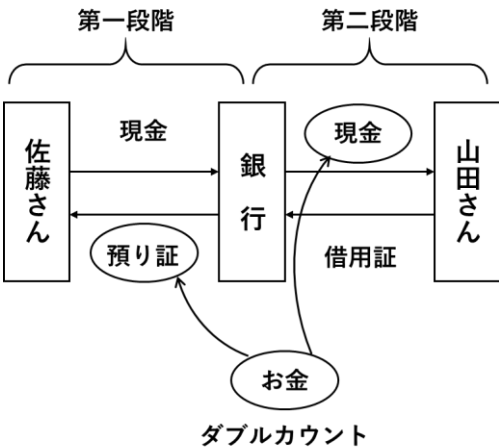 第一段階
第二段階
佐藤さん
現金
銀行
現金
山田さん
預り証
借用証
お金
ダブルカウント